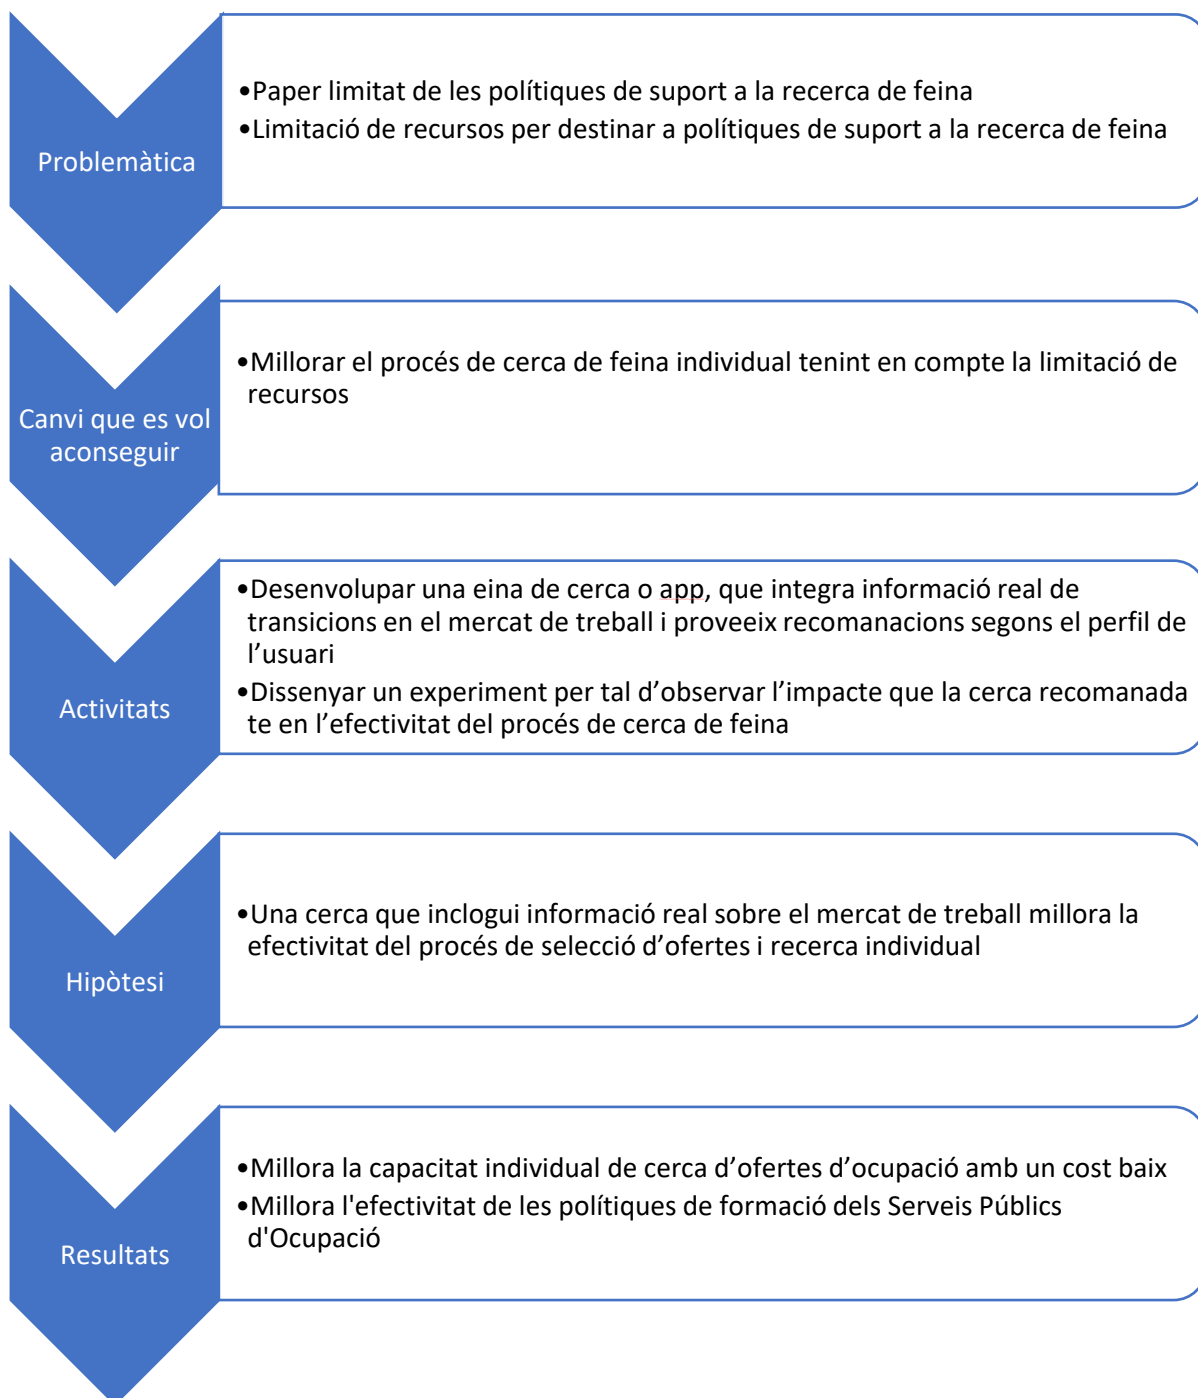 Problemàtica
•Paper limitat de les polítiques de suport a la recerca de feina
•Limitació de recursos per destinar a polítiques de suport a la recerca de feina
Canvi que es vol
aconseguir
•Millorar el procés de cerca de feina individual tenint en compte la limitació de
recursos
Activitats
•Desenvolupar una eina de cerca o app, que integra informació real de
transicions en el mercat de treball i proveeix recomanacions segons el perfil de
l’usuari
•Dissenyar un experiment per tal d’observar l’impacte que la cerca recomanada
te en l’efectivitat del procés de cerca de feina
Hipòtesi
•Una cerca que inclogui informació real sobre el mercat de treball millora la
efectivitat del procés de selecció d’ofertes i recerca individual
Resultats
•Millora la capacitat individual de cerca d’ofertes d’ocupació amb un cost baix
•Millora l'efectivitat de les polítiques de formació dels Serveis Públics
d'Ocupació